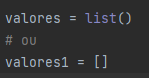 valores = list()
# ou
valores1 = []